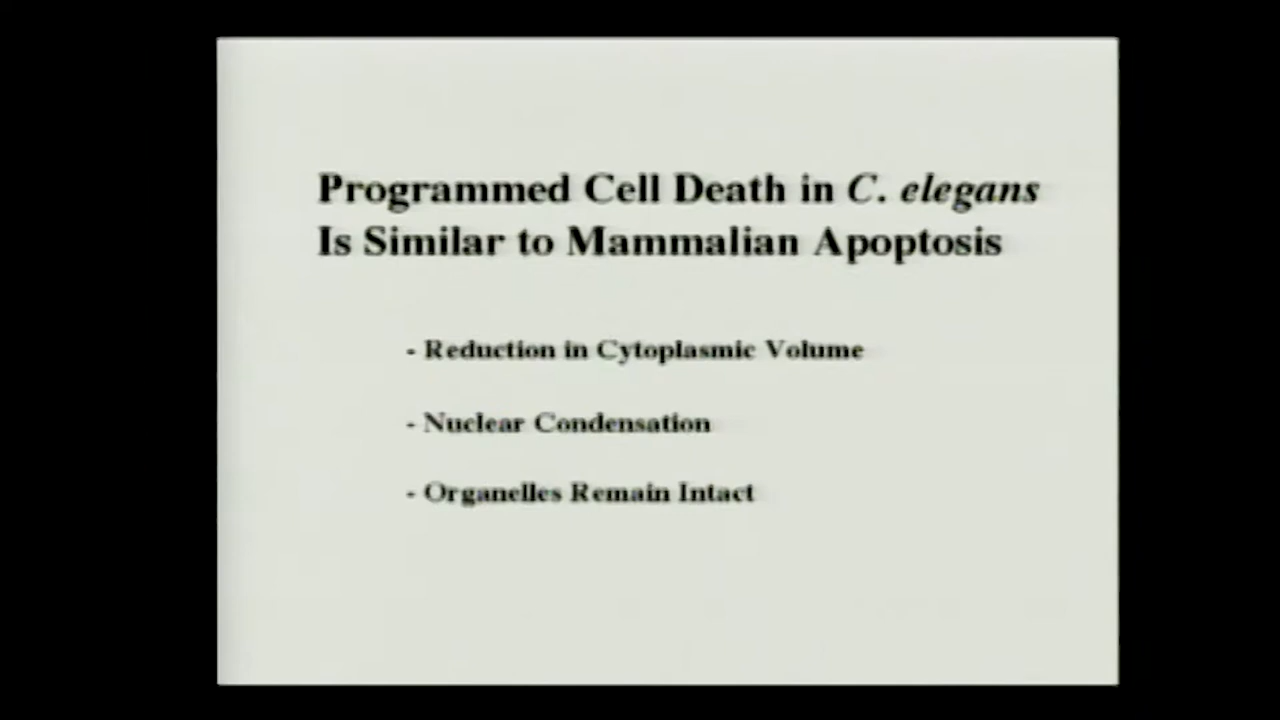 Programmed Cell Death in C. elegans
Is Similar to Mammalian Apoptosis
- Reduction in Cytoplasmic Volume
- Nuclear Condensation
- Organelles Remain Intact